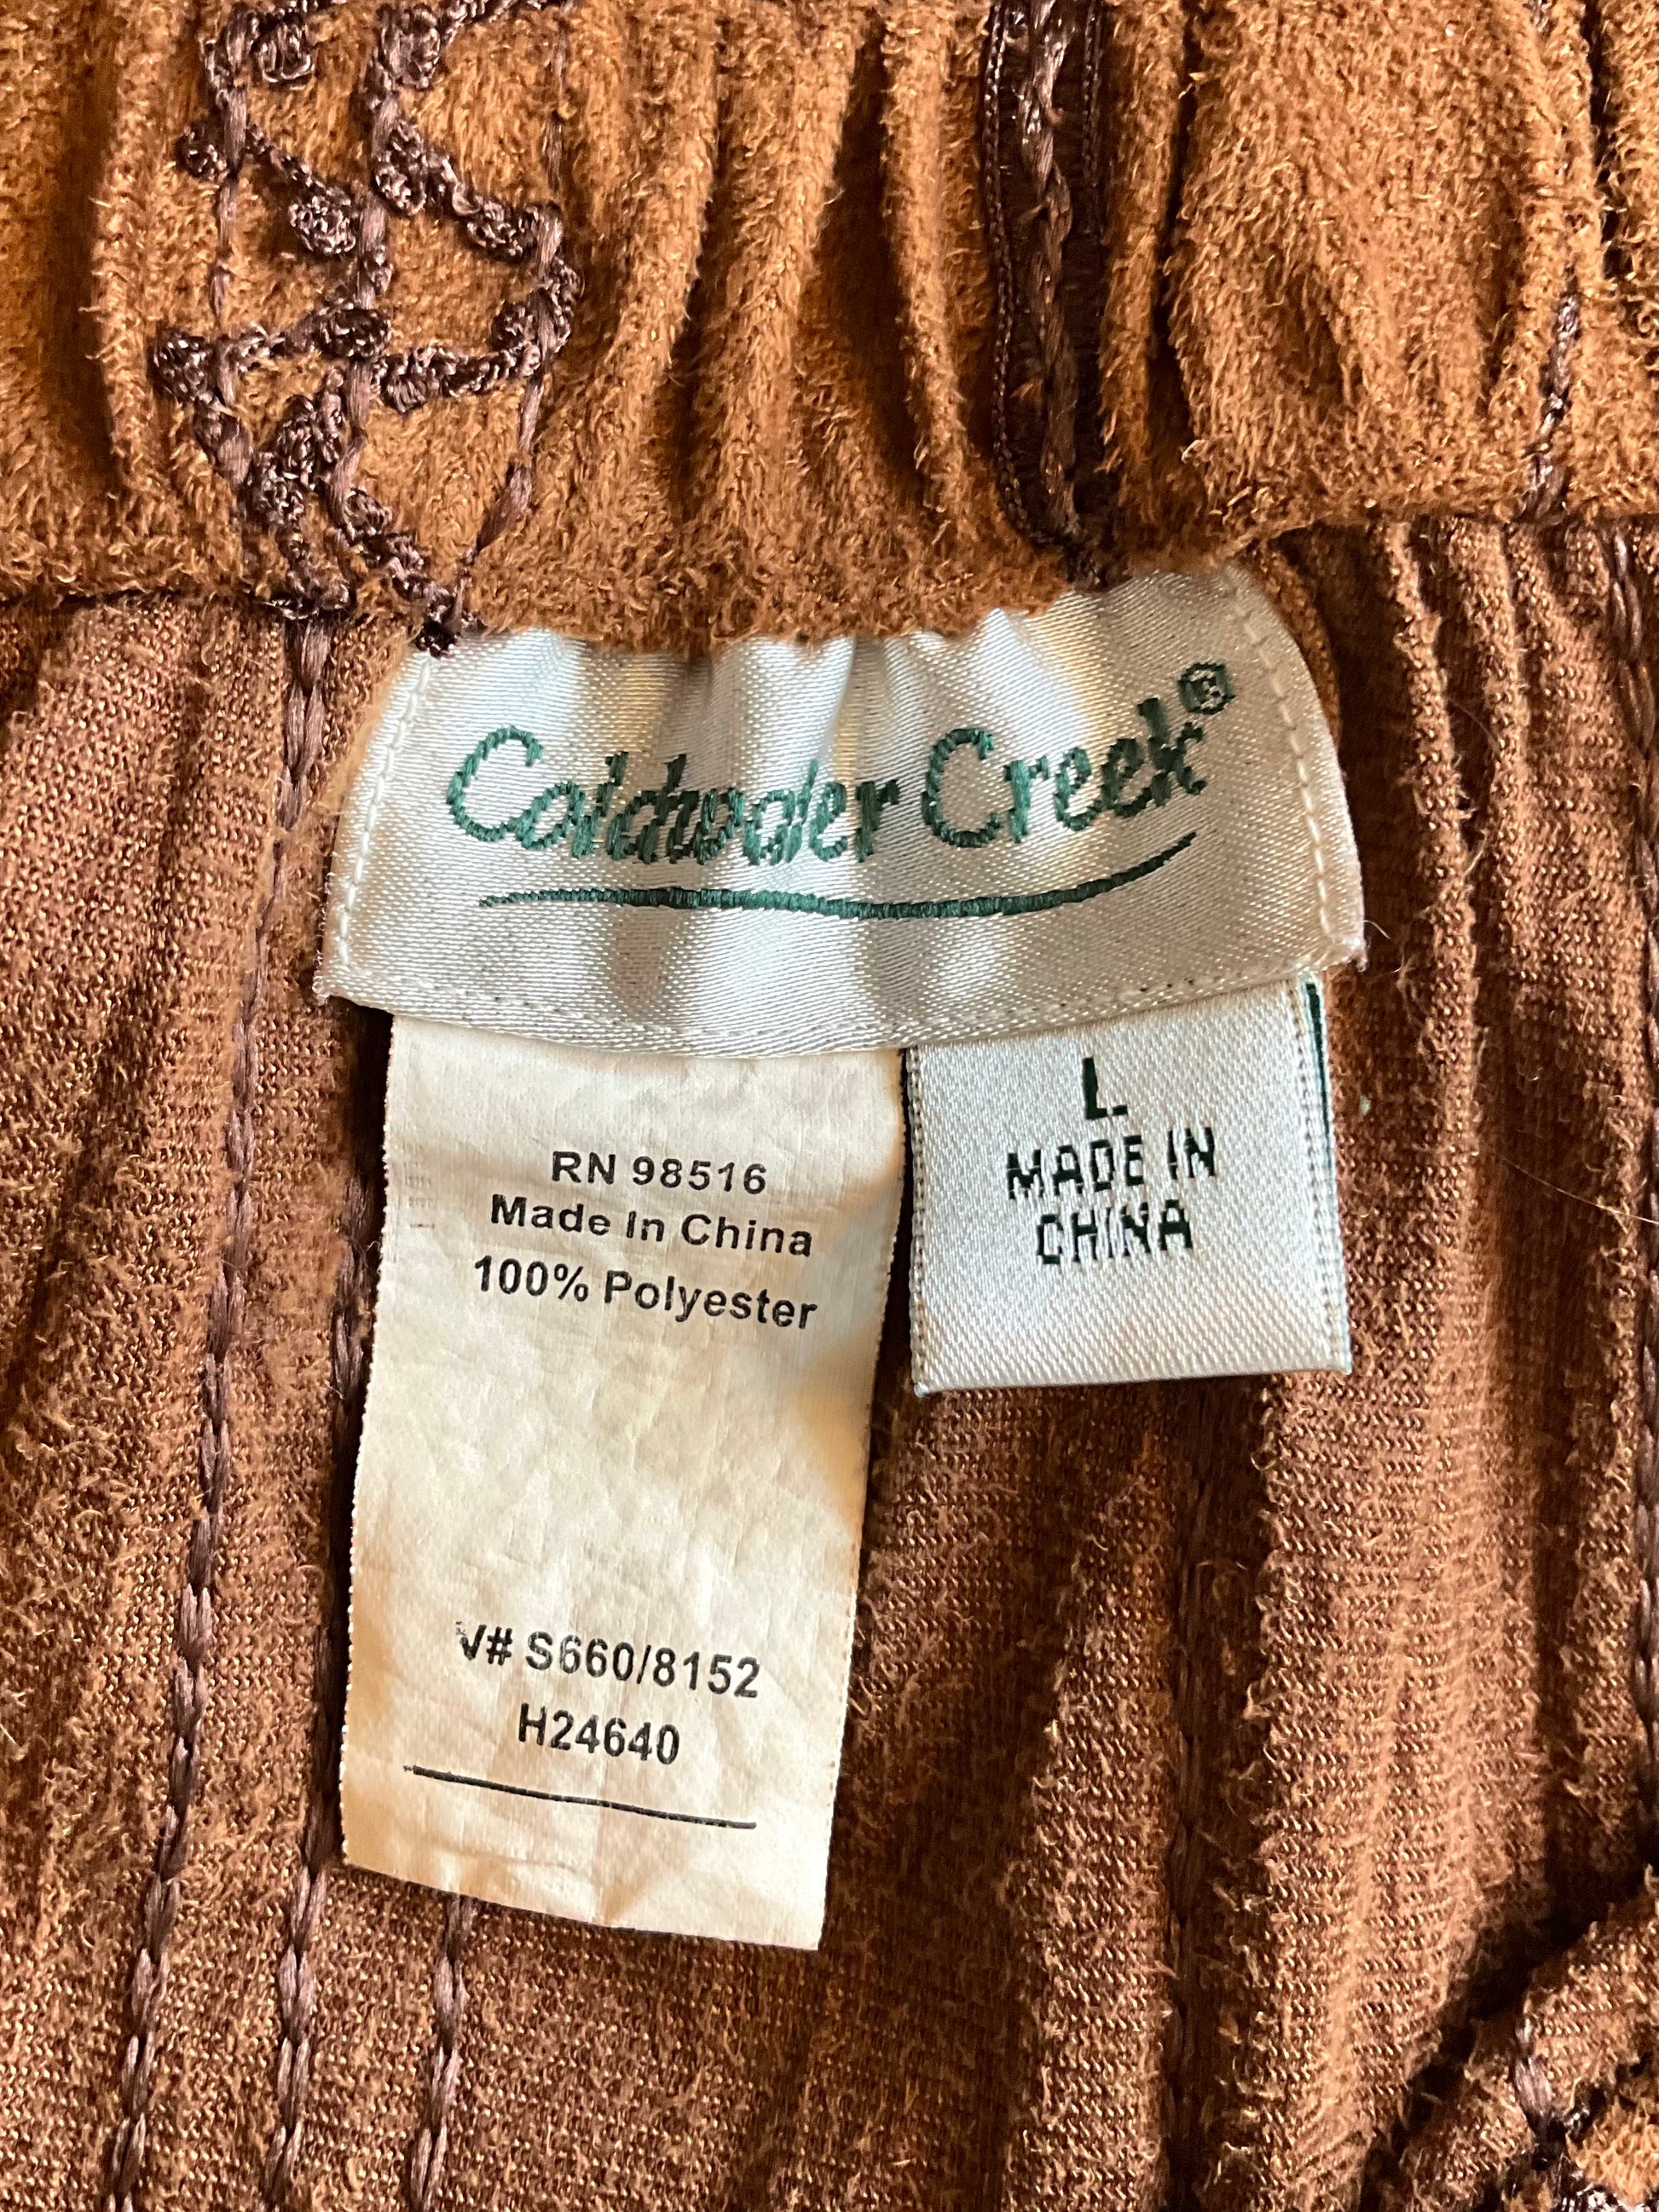 Coldwater Creek®
L
MADE IN
CHINA
RN 98516
Made In China
100% Polyester
V# S660/8152
H24640